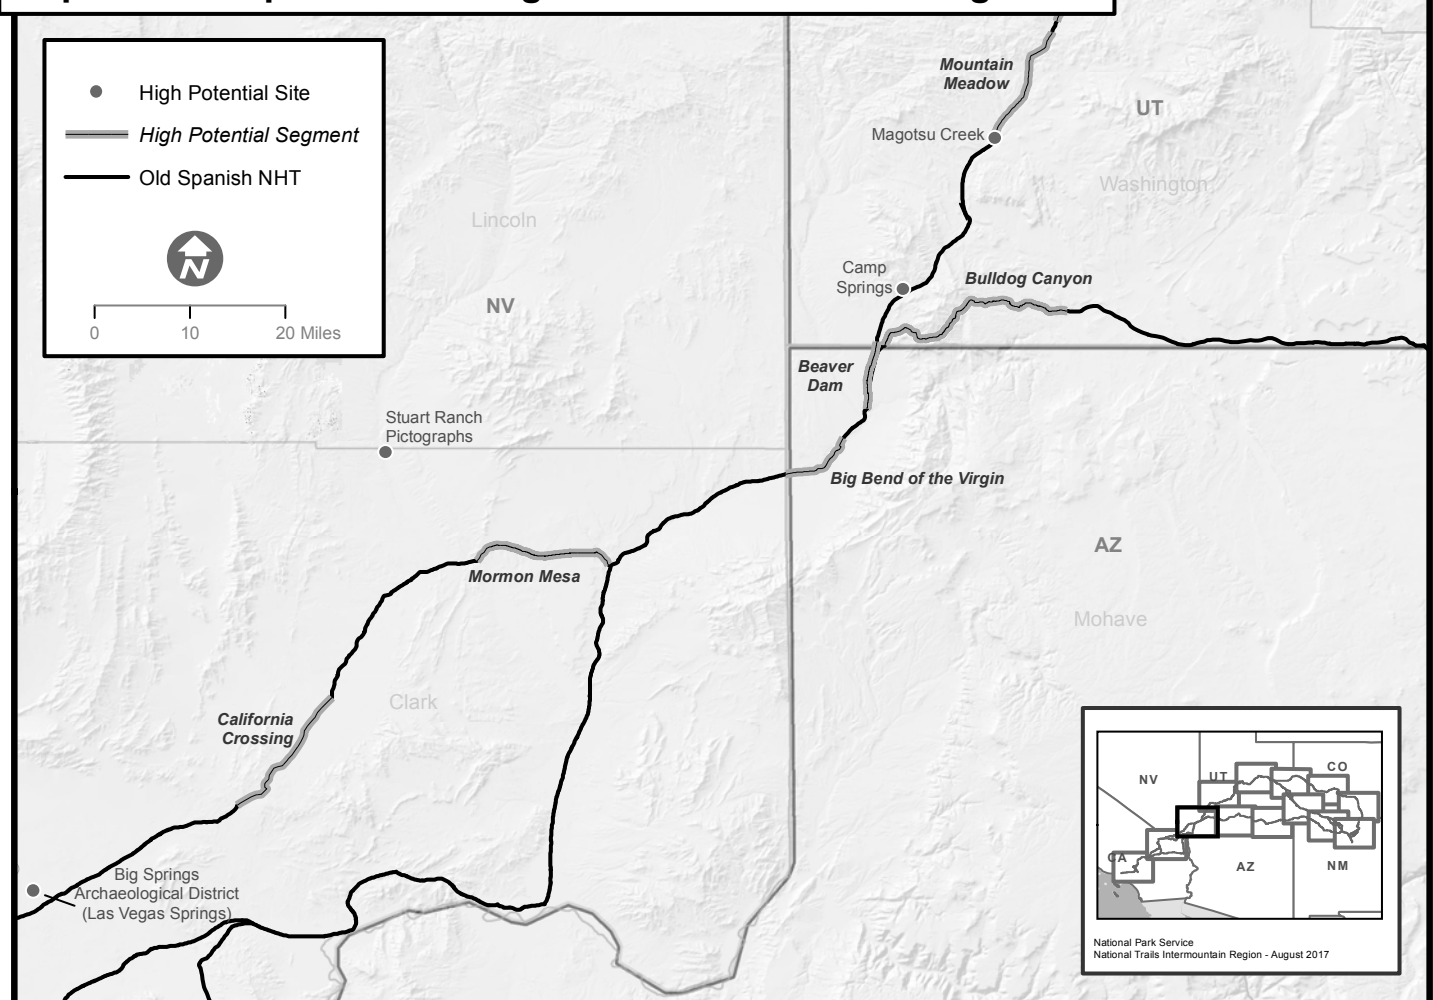 High Potential Site
High Potential Segment
Old Spanish NHT
N
0 10 20 Miles
Mountain
Meadow
Magotsu Creek
UT
Washington
Lincoln
NV
Camp
Springs
Bulldog Canyon
Beaver
Dam
Stuart Ranch
Pictographs
Big Bend of the Virgin
AZ
Mormon Mesa
Mohave
Clark
California
Crossing
Big Springs
Archaeological District
(Las Vegas Springs)
NV
UT
CO
CA
AZ
NM
National Park Service
National Trails Intermountain Region - August 2017